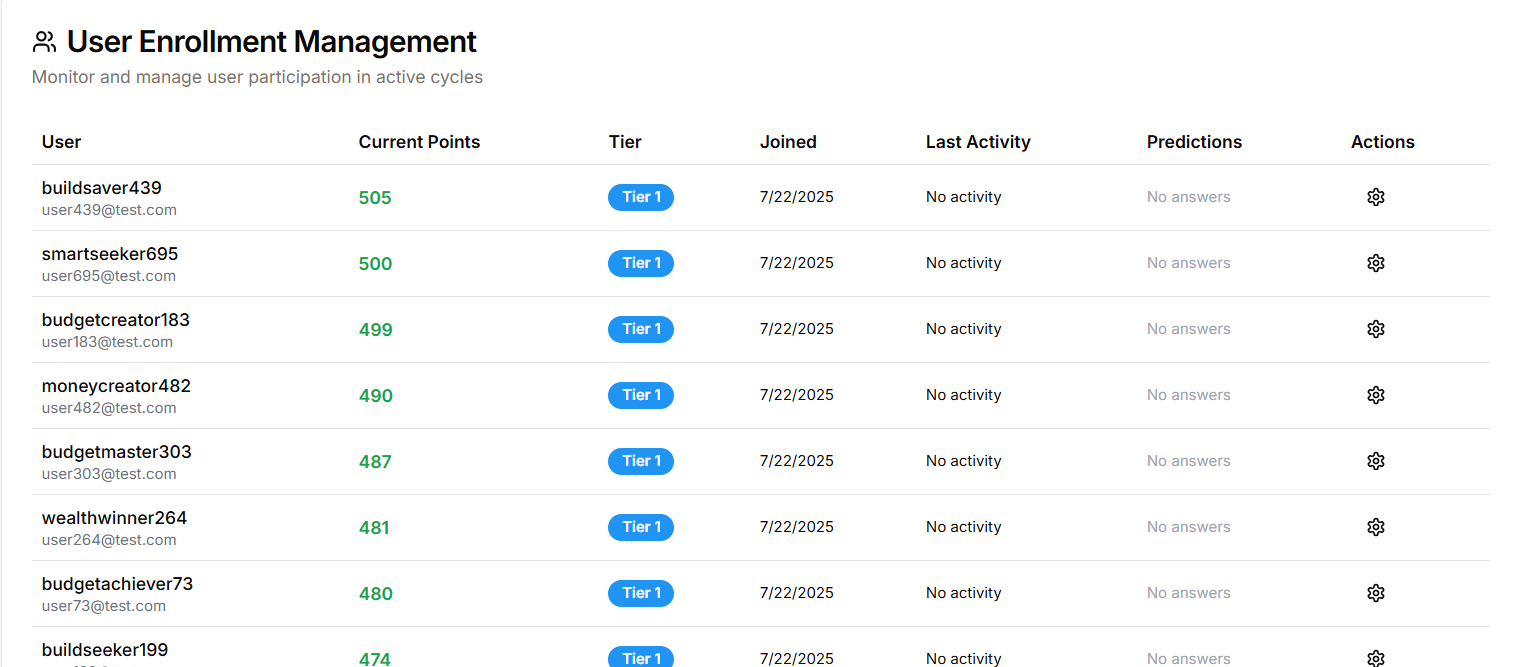 User Enrollment Management
Monitor and manage user participation in active cycles
User Current Points Tier Joined Last Activity Predictions Actions
buildsaver439
user439@test.com
505 Tier 1 7/22/2025 No activity No answers
smartseeker695
user695@test.com
500 Tier 1 7/22/2025 No activity No answers
budgetcreator183
user183@test.com
499 Tier 1 7/22/2025 No activity No answers
moneycreator482
user482@test.com
490 Tier 1 7/22/2025 No activity No answers
budgetmaster303
user303@test.com
487 Tier 1 7/22/2025 No activity No answers
wealthwinner264
user264@test.com
481 Tier 1 7/22/2025 No activity No answers
budgetachiever73
user73@test.com
480 Tier 1 7/22/2025 No activity No answers
buildseeker199
474 Tier 1 7/22/2025 No activity No answers